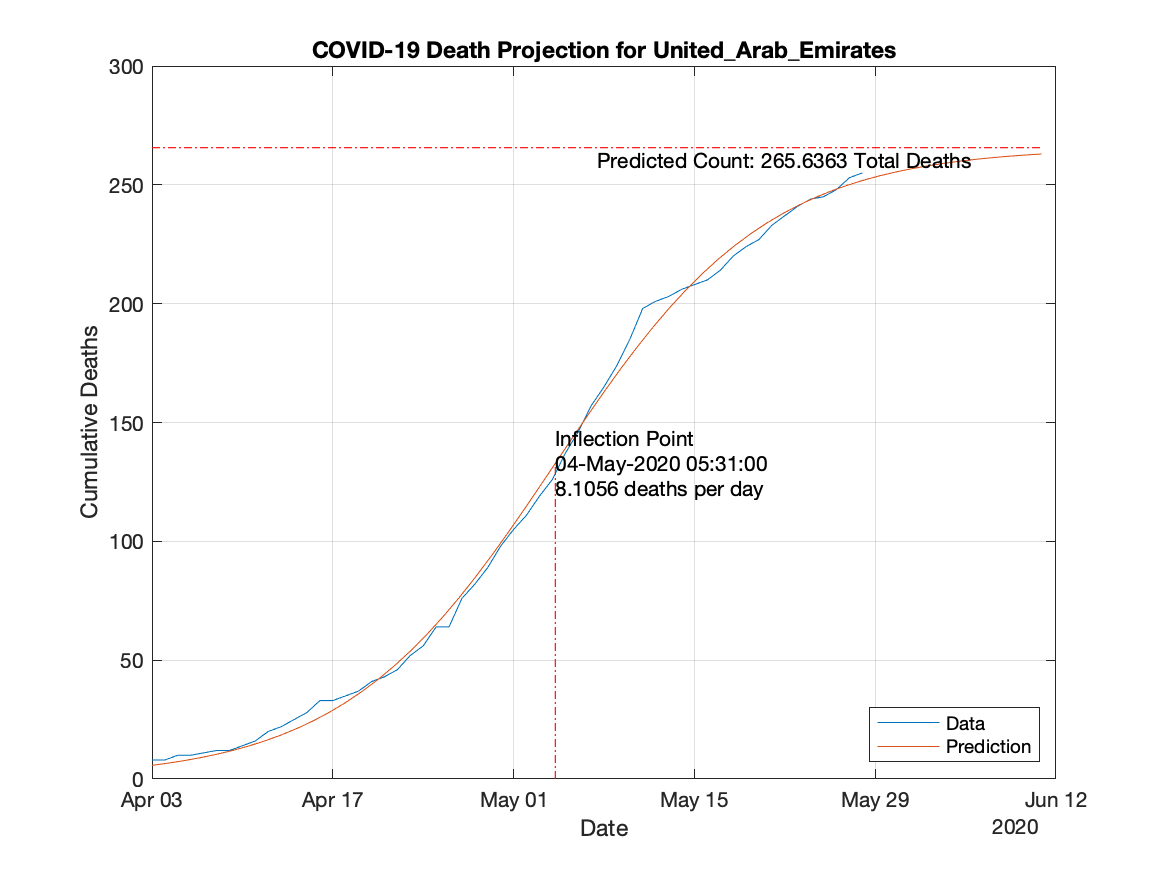 COVID-19 Death Projection for United_Arab_Emirates
300
250
200
150
100
50
0
Cumulative Deaths
Predicted Count: 265.6363 Total Deaths
Inflection Point
04-May-2020 05:31:00
8.1056 deaths per day
Data
Prediction
Apr 03 Apr 17 May 01 May 15 May 29 Jun 12
Date
2020